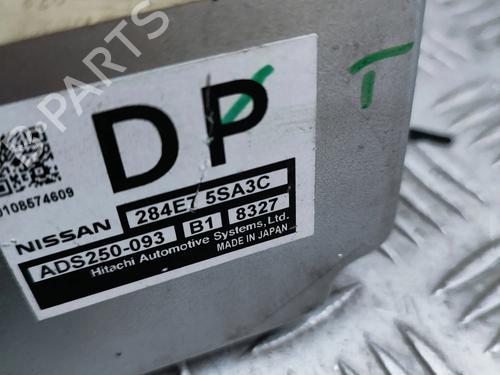 DP
T
0108574609
NISSAN 284E7 5SA3C
ADS250-093 B1 8327
Hitachi Automotive Systems,Ltd.
MADE IN JAPAN
B-PARTS